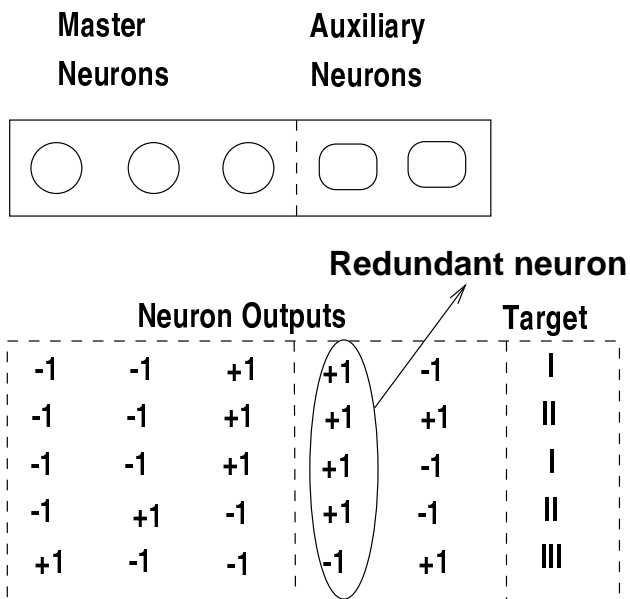 Master Auxiliary
Neurons Neurons
Redundant neuron
Neuron Outputs Target
-1 -1 +1 +1 -1 I
-1 -1 +1 +1 +1 II
-1 -1 +1 +1 -1 I
-1 +1 -1 +1 -1 II
+1 -1 -1 -1 +1 III